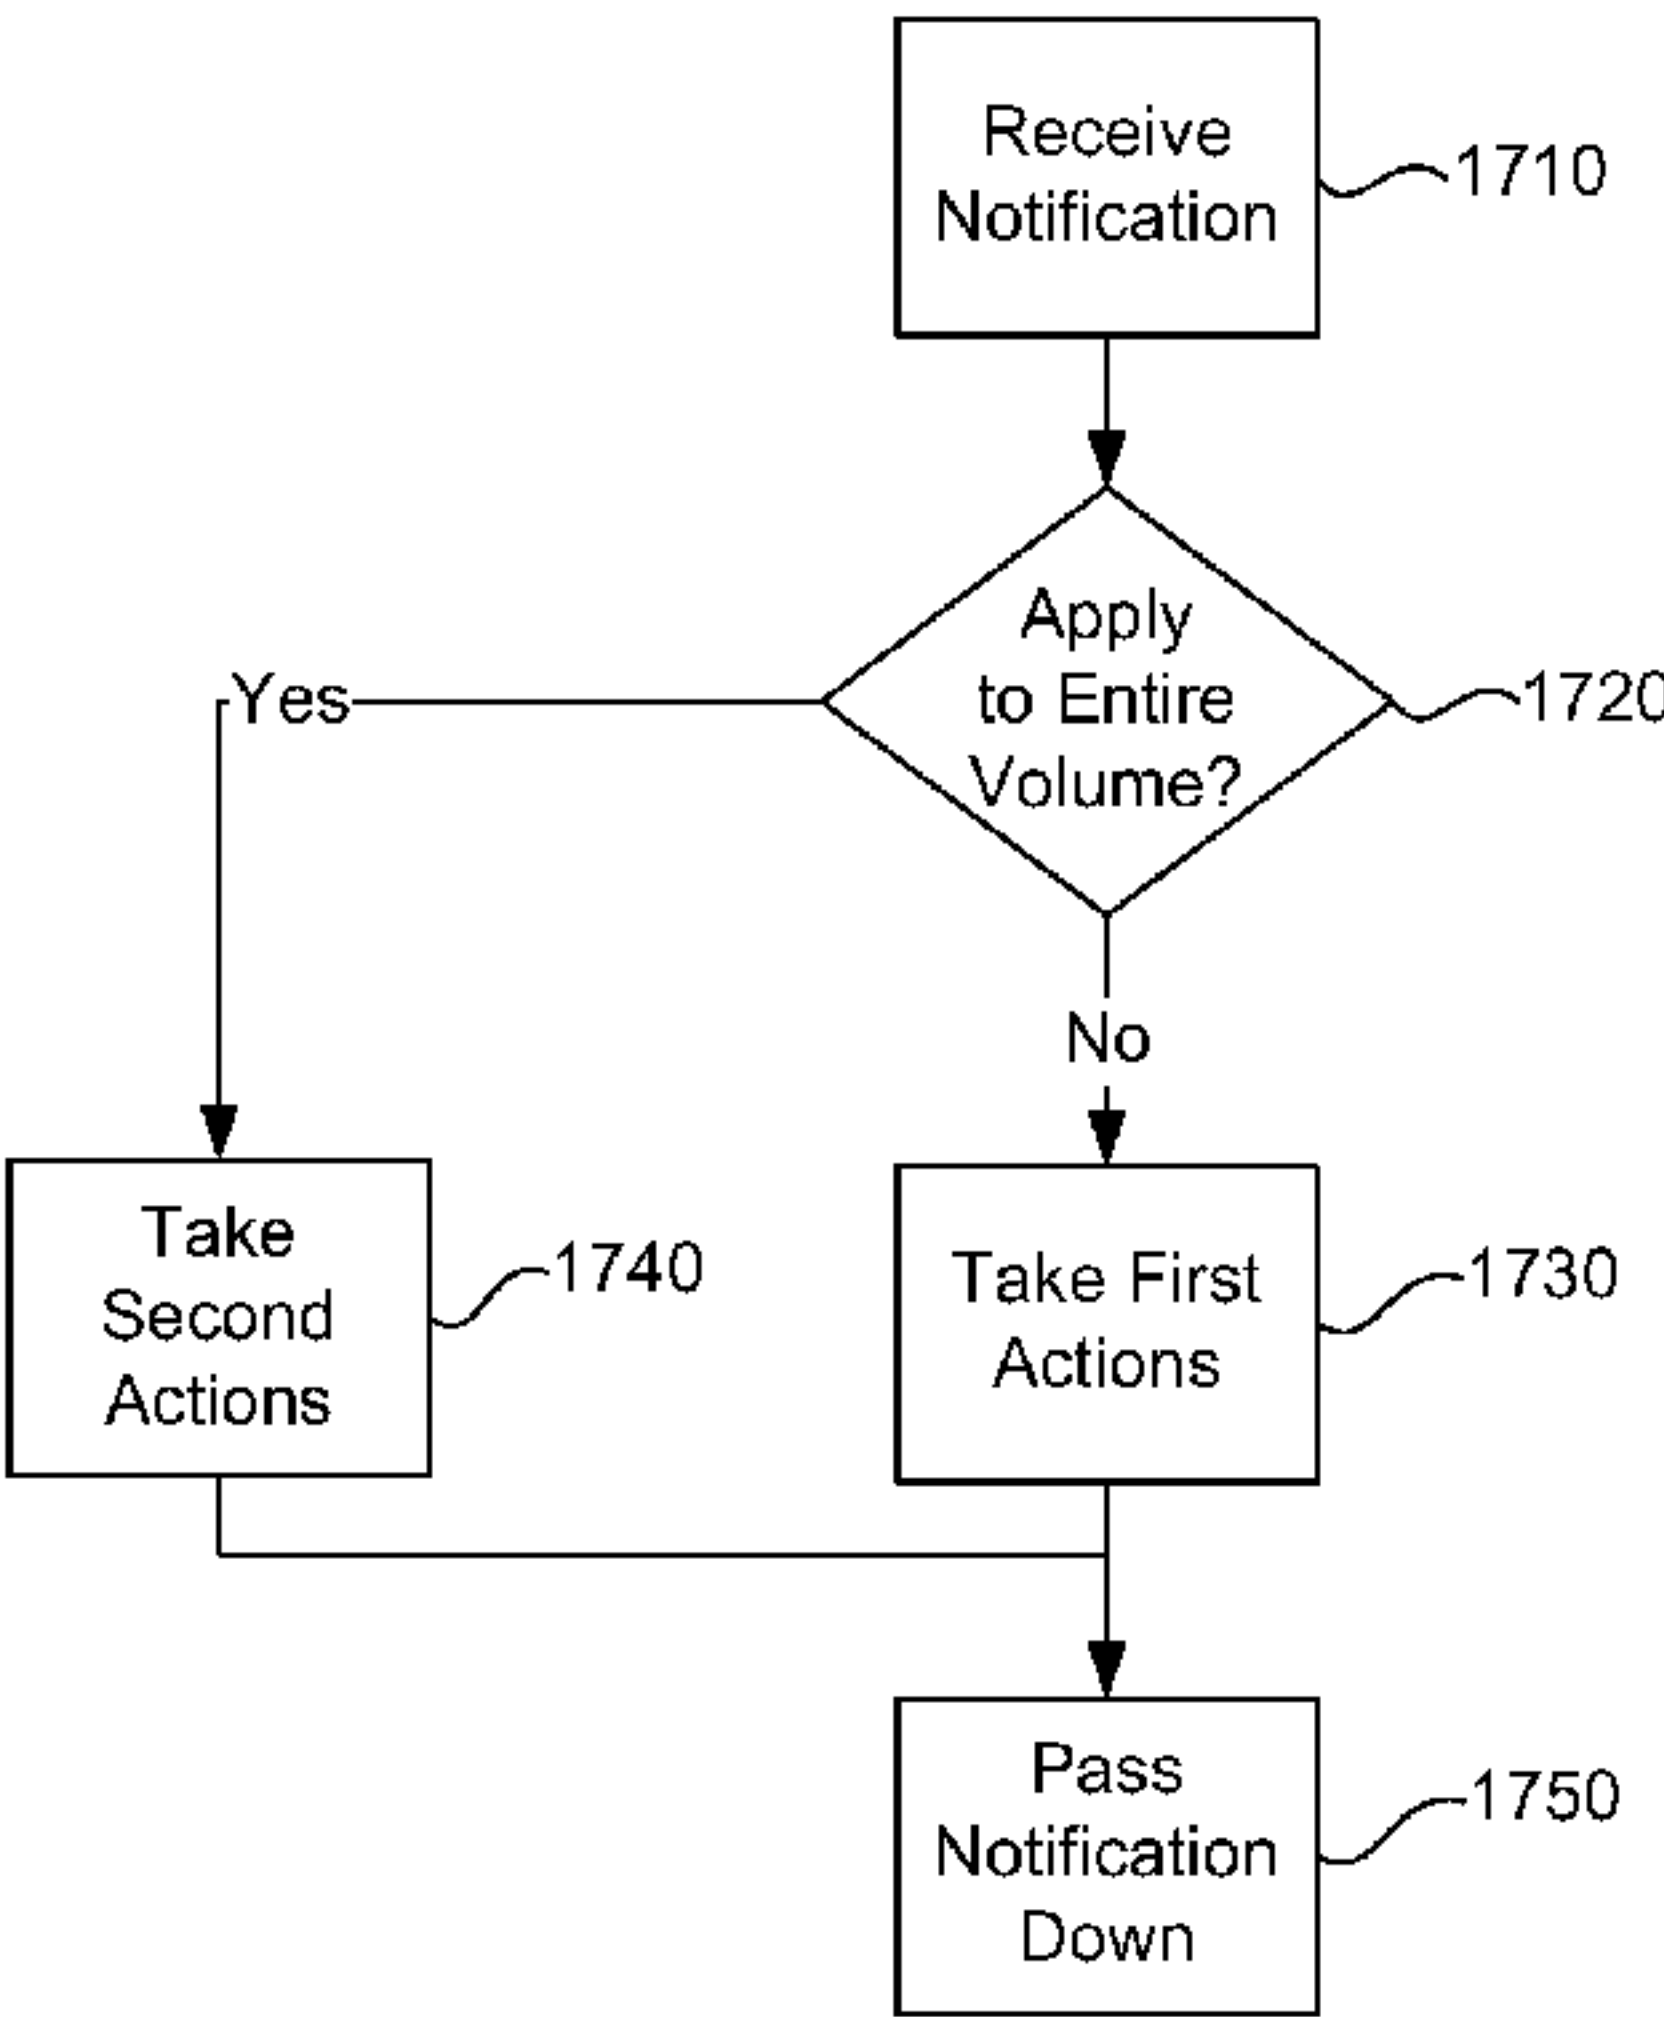 Receive
Notification
1710
Apply
to Entire
Volume?
1720
Yes
No
Take
Second
Actions
1740
Take First
Actions
1730
Pass
Notification
Down
1750